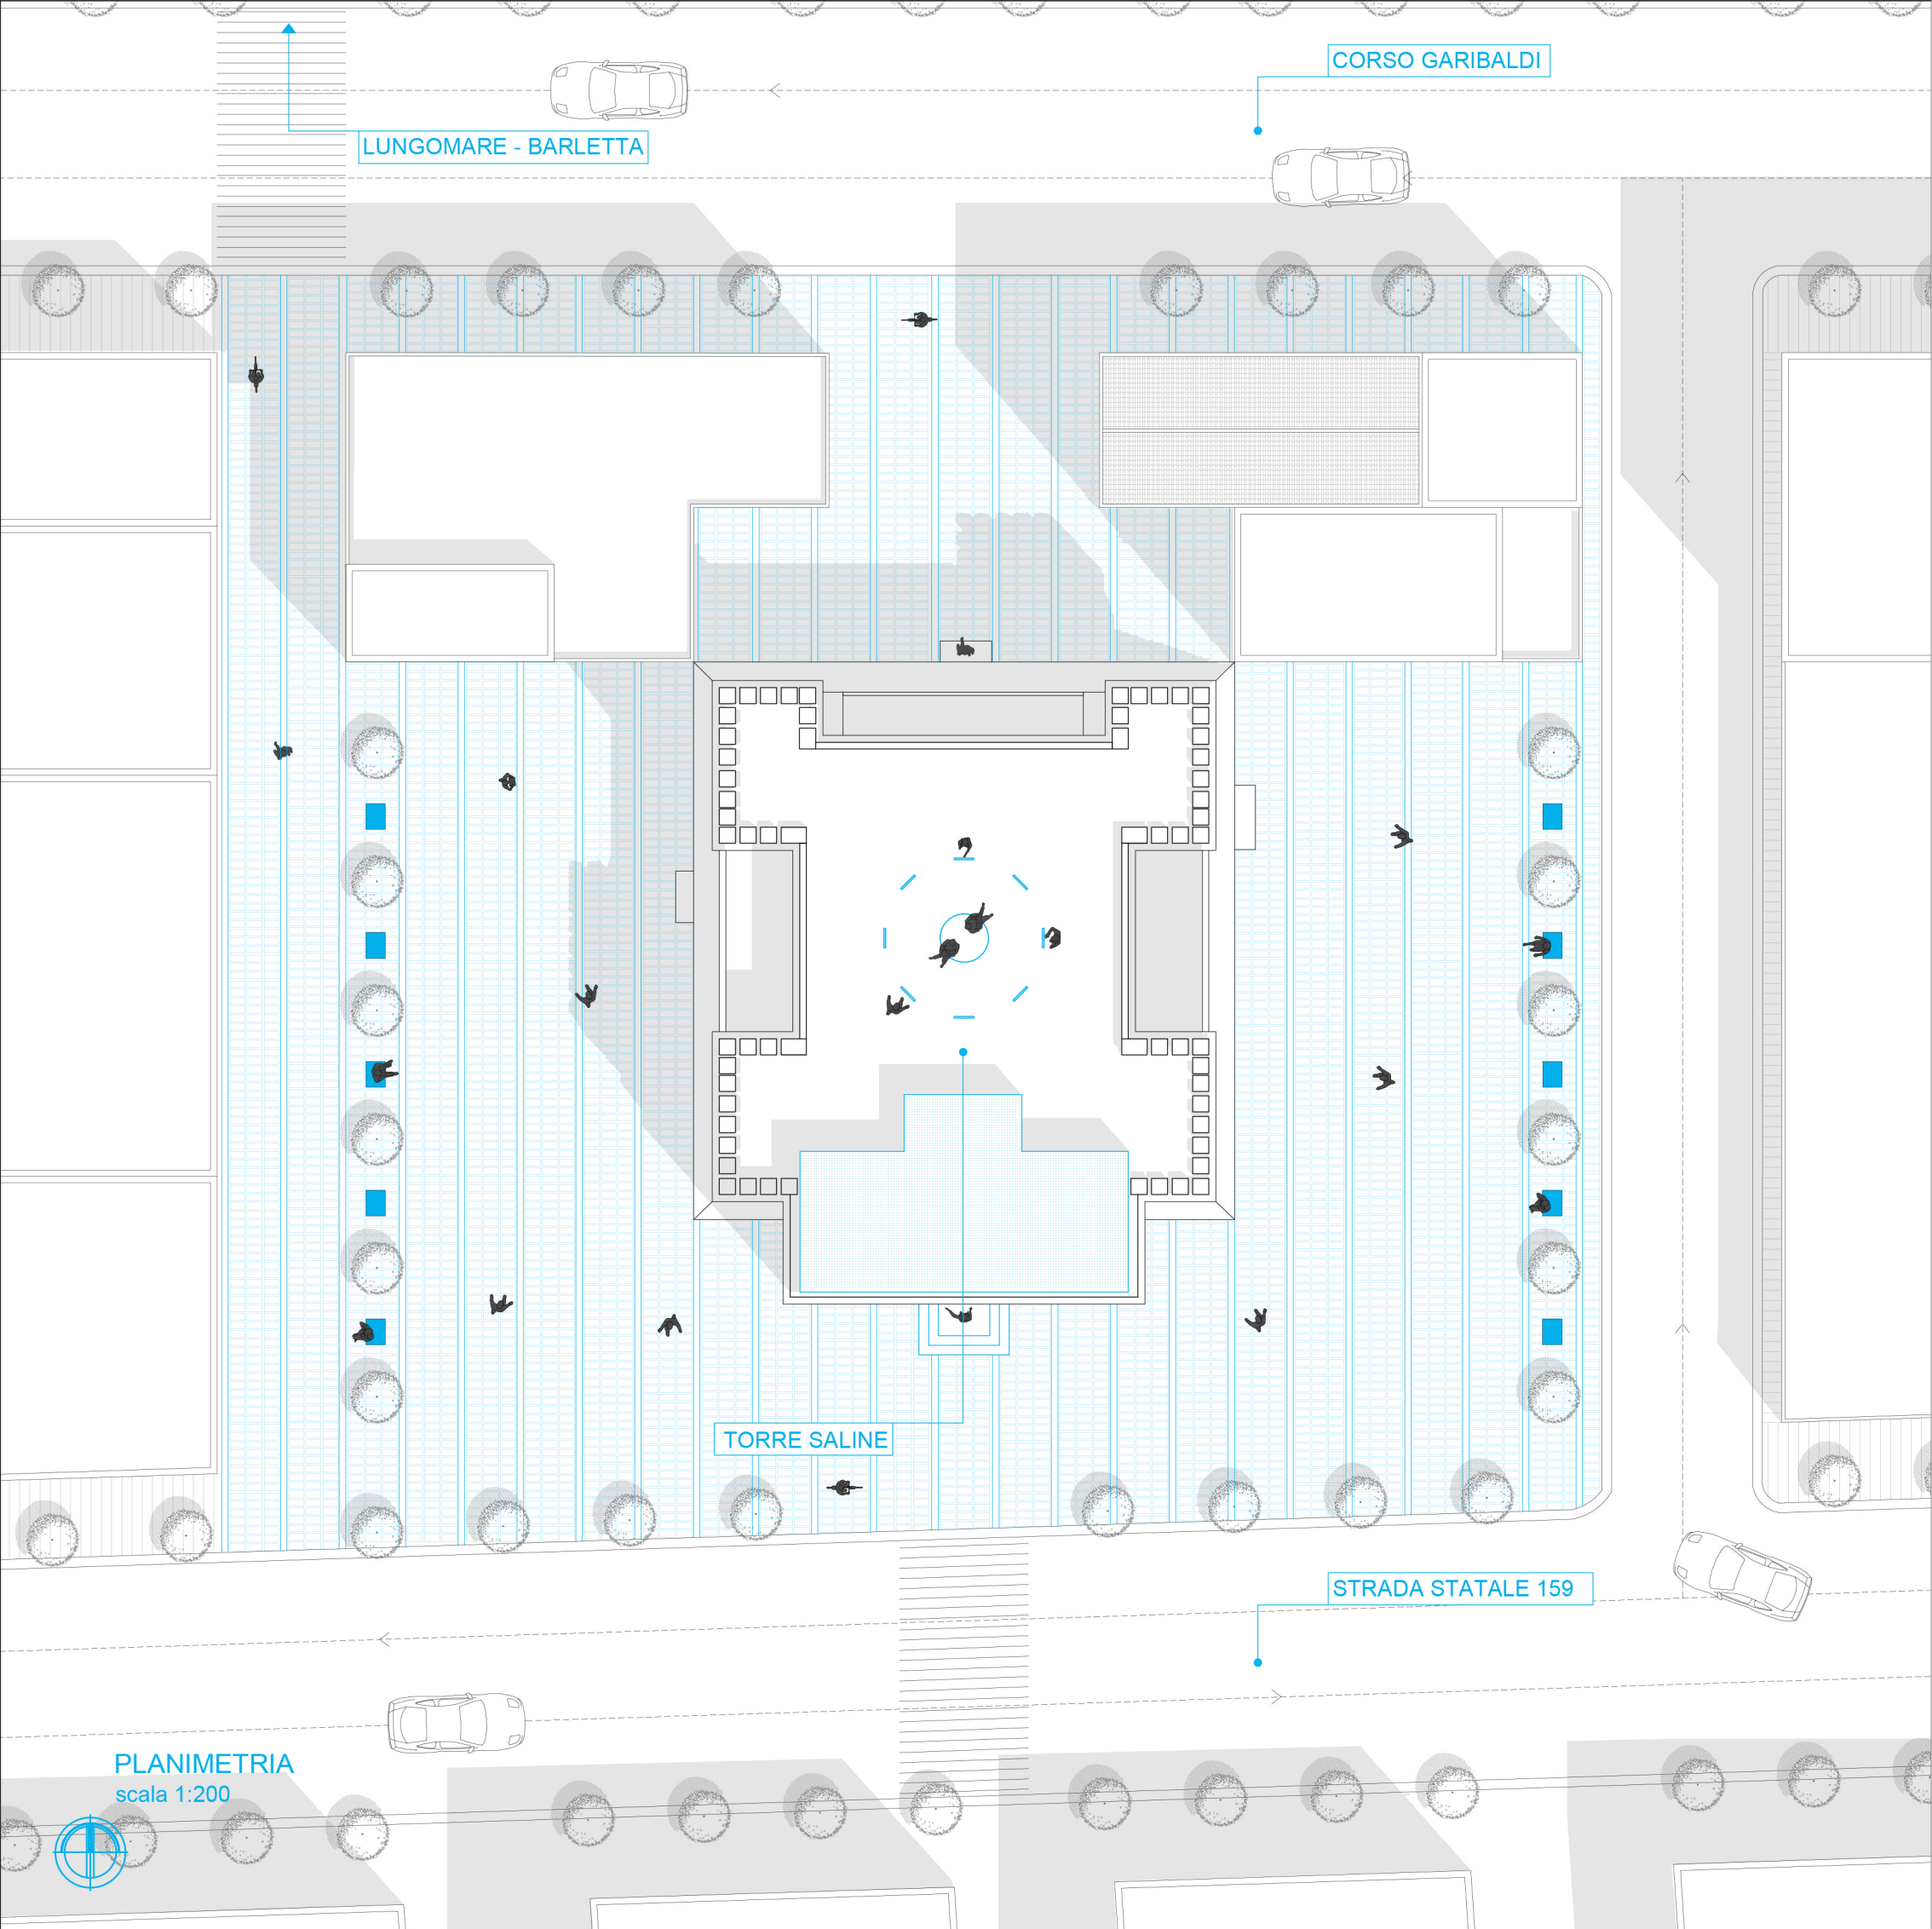 CORSO GARIBALDI
LUNGOMARE - BARLETTA
TORRE SALINE
STRADA STATALE 159
PLANIMETRIA
scala 1:200